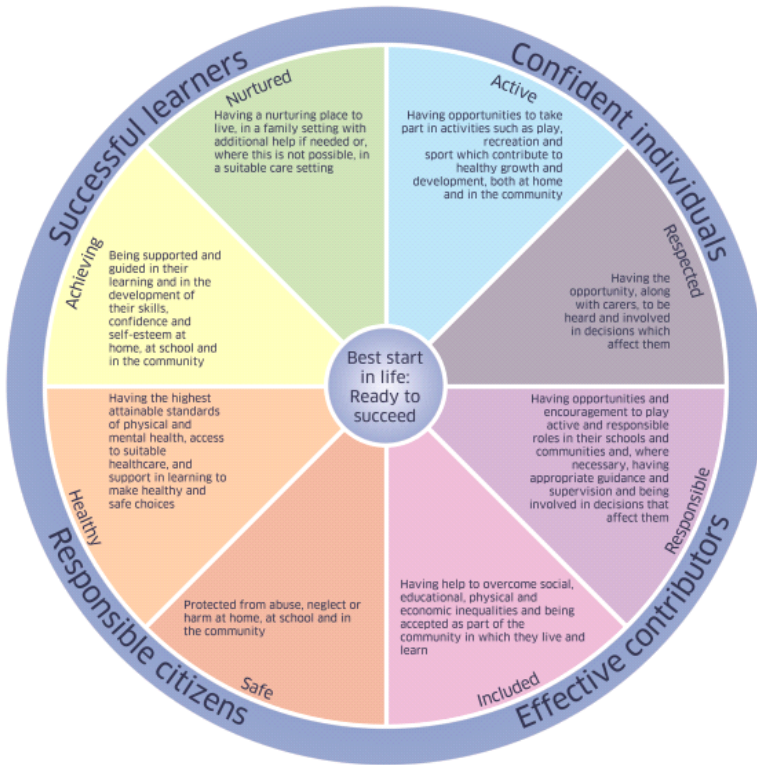 Successful learners
Confident individuals
Nurtured
Having a nurturing place to
live, in a family setting with
additional help if needed or,
where this is not possible, in
a suitable care setting
Active
Having opportunities to take
part in activities such as play,
recreation and
sport which contribute to
healthy growth and
development, both at home
and in the community
Achieving
Being supported and
guided in their
learning and in the
development of
their skills,
confidence and
self-esteem at
home, at school and
in the community
Respected
Having the
opportunity, along
with carers, to be
heard and involved
in decisions which
affect them
Best start
in life:
Ready to
succeed
Healthy
Having the highest
attainable standards
of physical and
mental health, access
to suitable
healthcare, and
support in learning to
make healthy and
safe choices
Responsible
Having opportunities and
encouragement to play
active and responsible
roles in their schools and
communities and, where
necessary, having
appropriate guidance and
supervision and being
involved in decisions that
affect them
Safe
Protected from abuse, neglect or
harm at home, at school and in
the community
Included
Having help to overcome social,
educational, physical and
economic inequalities and being
accepted as part of the
community in which they live and
learn
Responsible citizens
Effective contributors